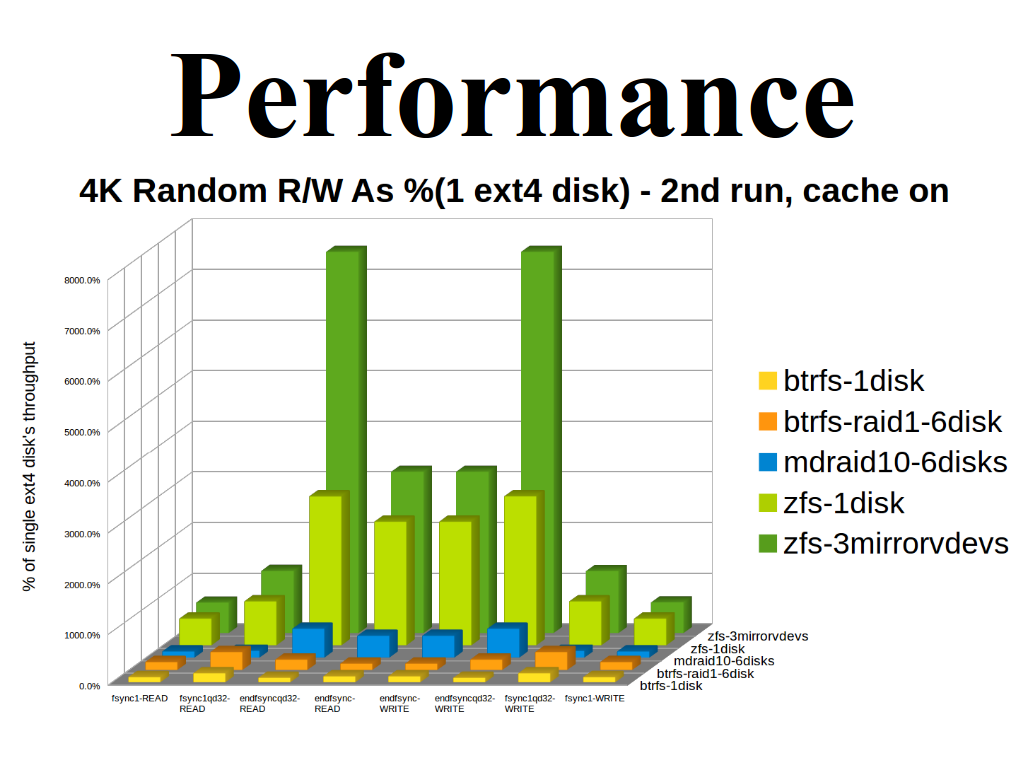 Performance
4K Random R/W As %(1 ext4 disk) - 2nd run, cache on
% of single ext4 disk's throughput
8000.0%
7000.0%
6000.0%
5000.0%
4000.0%
3000.0%
2000.0%
1000.0%
0.0%
fsync1-READ
fsync1qd32-
READ
endfsyncqd32-
READ
endfsync-
READ
endfsync-
WRITE
endfsyncqd32-
WRITE
fsync1qd32-
WRITE
fsync1-WRITE
zfs-3mirrorvdevs
zfs-1disk
mdraid10-6disks
btrfs-raid1-6disk
btrfs-1disk
btrfs-1disk
btrfs-raid1-6disk
mdraid10-6disks
zfs-1disk
zfs-3mirrorvdevs